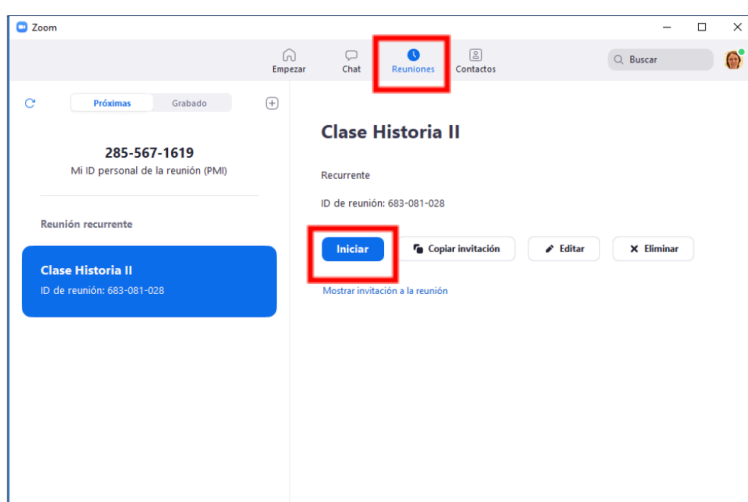 Zoom
Empezar
Chat
Reuniones
Contactos
Buscar
Próximas
Grabado
285-567-1619
Mi ID personal de la reunión (PMI)
Reunión recurrente
Clase Historia II
ID de reunión: 683-081-028
Clase Historia II
Recurrente
ID de reunión: 683-081-028
Iniciar
Copiar invitación
Editar
Eliminar
Mostrar invitación a la reunión